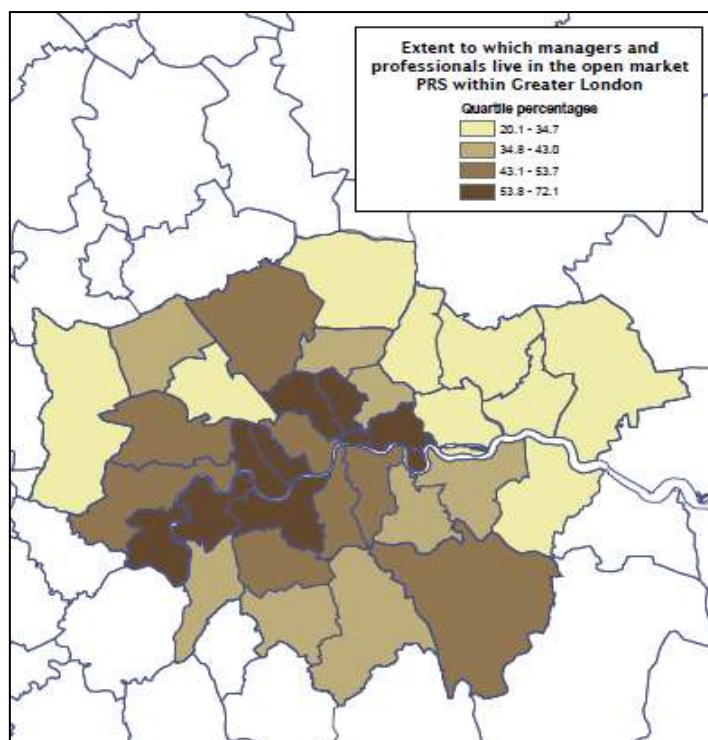 Extent to which managers and
professionals live in the open market
PRS within Greater London
Quartile percentages
20.1 - 34.7
34.8 - 43.0
43.1 - 53.7
53.8 - 72.1